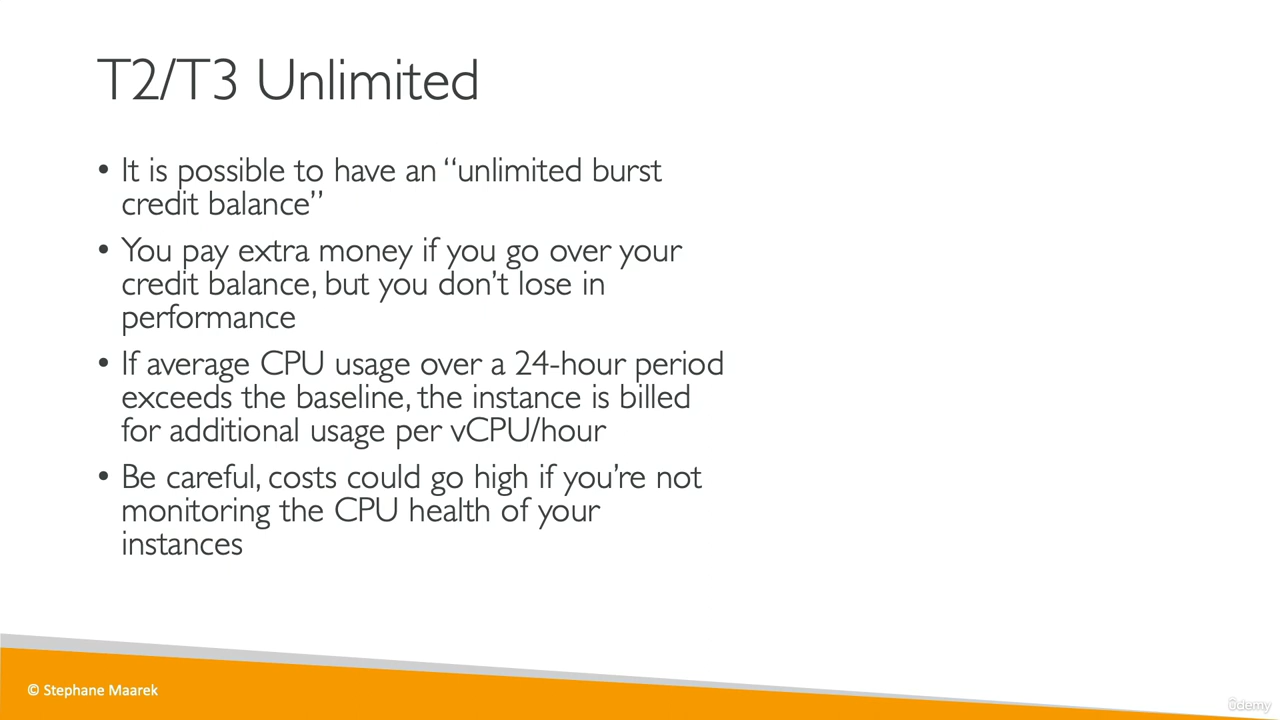 T2/T3 Unlimited
• It is possible to have an “unlimited burst
credit balance”
• You pay extra money if you go over your
credit balance, but you don’t lose in
performance
• If average CPU usage over a 24-hour period
exceeds the baseline, the instance is billed
for additional usage per vCPU/hour
• Be careful, costs could go high if you’re not
monitoring the CPU health of your
instances
© Stephane Maarek
ûdemy